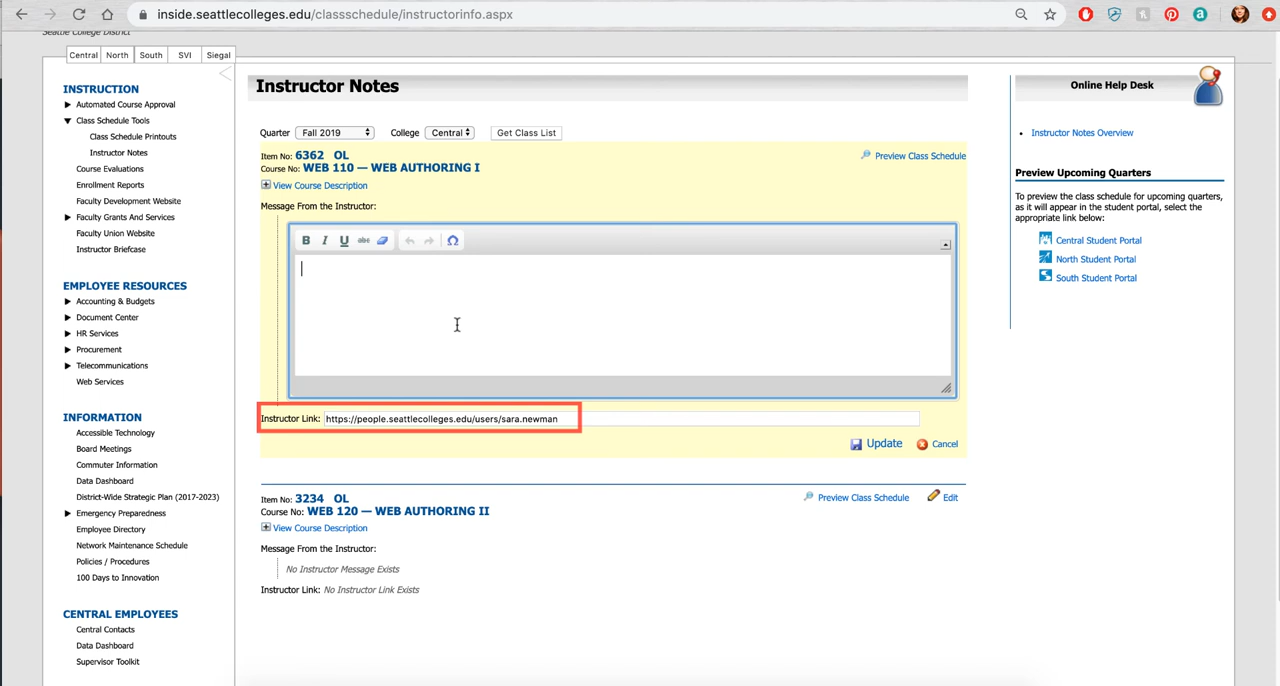 inside.seattlecolleges.edu/classschedule/instructorinfo.aspx
Seattle College District
Central North South SVI Siegal
INSTRUCTION
Automated Course Approval
Class Schedule Tools
Class Schedule Printouts
Instructor Notes
Course Evaluations
Enrollment Reports
Faculty Development Website
Faculty Grants And Services
Faculty Union Website
Instructor Briefcase
EMPLOYEE RESOURCES
Accounting & Budgets
Document Center
HR Services
Procurement
Telecommunications
Web Services
INFORMATION
Accessible Technology
Board Meetings
Commuter Information
Data Dashboard
District-Wide Strategic Plan (2017-2023)
Emergency Preparedness
Employee Directory
Network Maintenance Schedule
Policies / Procedures
100 Days to Innovation
CENTRAL EMPLOYEES
Central Contacts
Data Dashboard
Supervisor Toolkit
Instructor Notes
Quarter Fall 2019 College Central Get Class List
Item No: 6362 OL Preview Class Schedule
Course No: WEB 110 — WEB AUTHORING I
View Course Description
Message From the Instructor:
B I U abc Ω
Instructor Link: https://people.seattlecolleges.edu/users/sara.newman
Update Cancel
Item No: 3234 OL Preview Class Schedule Edit
Course No: WEB 120 — WEB AUTHORING II
View Course Description
Message From the Instructor:
No Instructor Message Exists
Instructor Link: No Instructor Link Exists
Online Help Desk
Instructor Notes Overview
Preview Upcoming Quarters
To preview the class schedule for upcoming quarters,
as it will appear in the student portal, select the
appropriate link below:
Central Student Portal
North Student Portal
South Student Portal